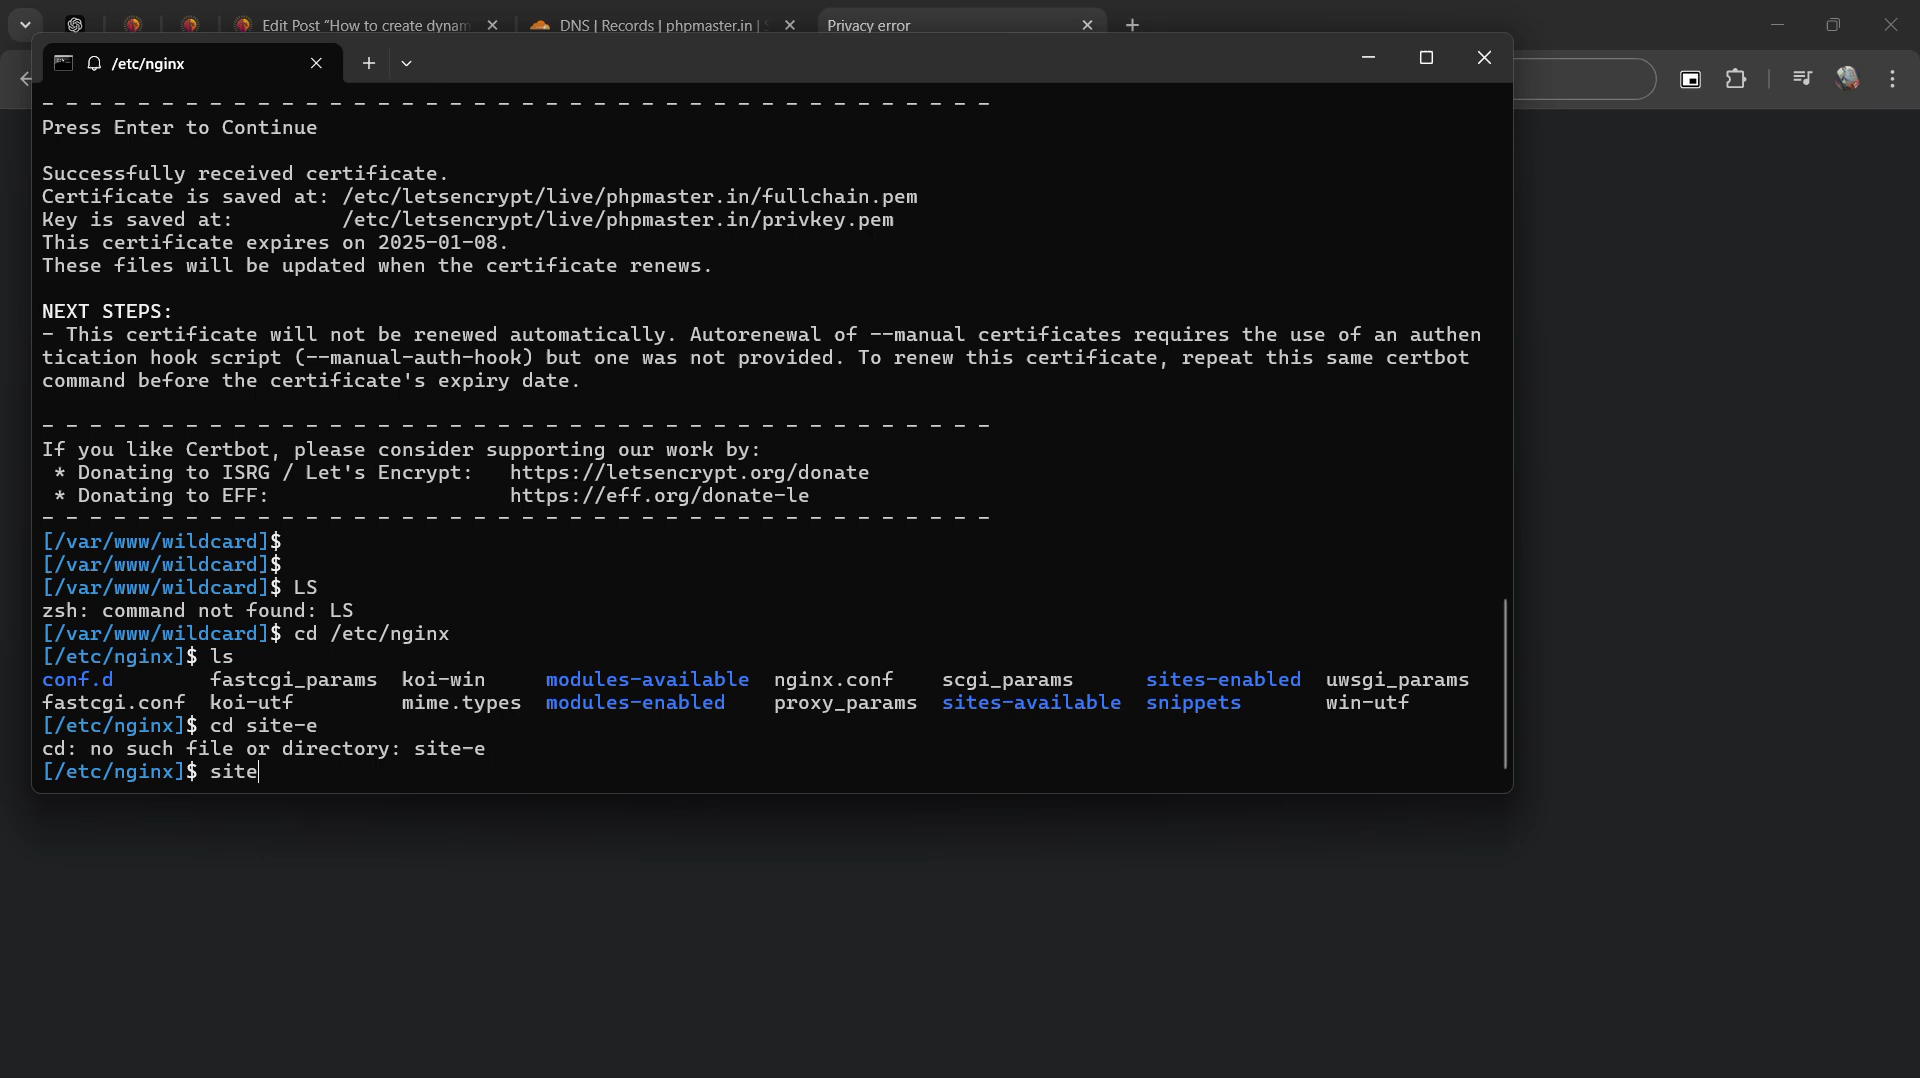 Edit Post “How to create dynam
DNS | Records | phpmaster.in |
Privacy error
/etc/nginx
Press Enter to Continue
Successfully received certificate.
Certificate is saved at: /etc/letsencrypt/live/phpmaster.in/fullchain.pem
Key is saved at:         /etc/letsencrypt/live/phpmaster.in/privkey.pem
This certificate expires on 2025-01-08.
These files will be updated when the certificate renews.
NEXT STEPS:
- This certificate will not be renewed automatically. Autorenewal of --manual certificates requires the use of an authen
tication hook script (--manual-auth-hook) but one was not provided. To renew this certificate, repeat this same certbot
command before the certificate's expiry date.
- - - - - - - - - - - - - - - - - - - - - - - - - - - - - - - - - - - - - - - -
If you like Certbot, please consider supporting our work by:
 * Donating to ISRG / Let's Encrypt:   https://letsencrypt.org/donate
 * Donating to EFF:                    https://eff.org/donate-le
- - - - - - - - - - - - - - - - - - - - - - - - - - - - - - - - - - - - - - - -
[/var/www/wildcard]$
[/var/www/wildcard]$
[/var/www/wildcard]$ LS
zsh: command not found: LS
[/var/www/wildcard]$ cd /etc/nginx
[/etc/nginx]$ ls
conf.d        fastcgi_params  koi-win     modules-available  nginx.conf    scgi_params      sites-enabled  uwsgi_params
fastcgi.conf  koi-utf         mime.types  modules-enabled    proxy_params  sites-available  snippets       win-utf
[/etc/nginx]$ cd site-e
cd: no such file or directory: site-e
[/etc/nginx]$ site